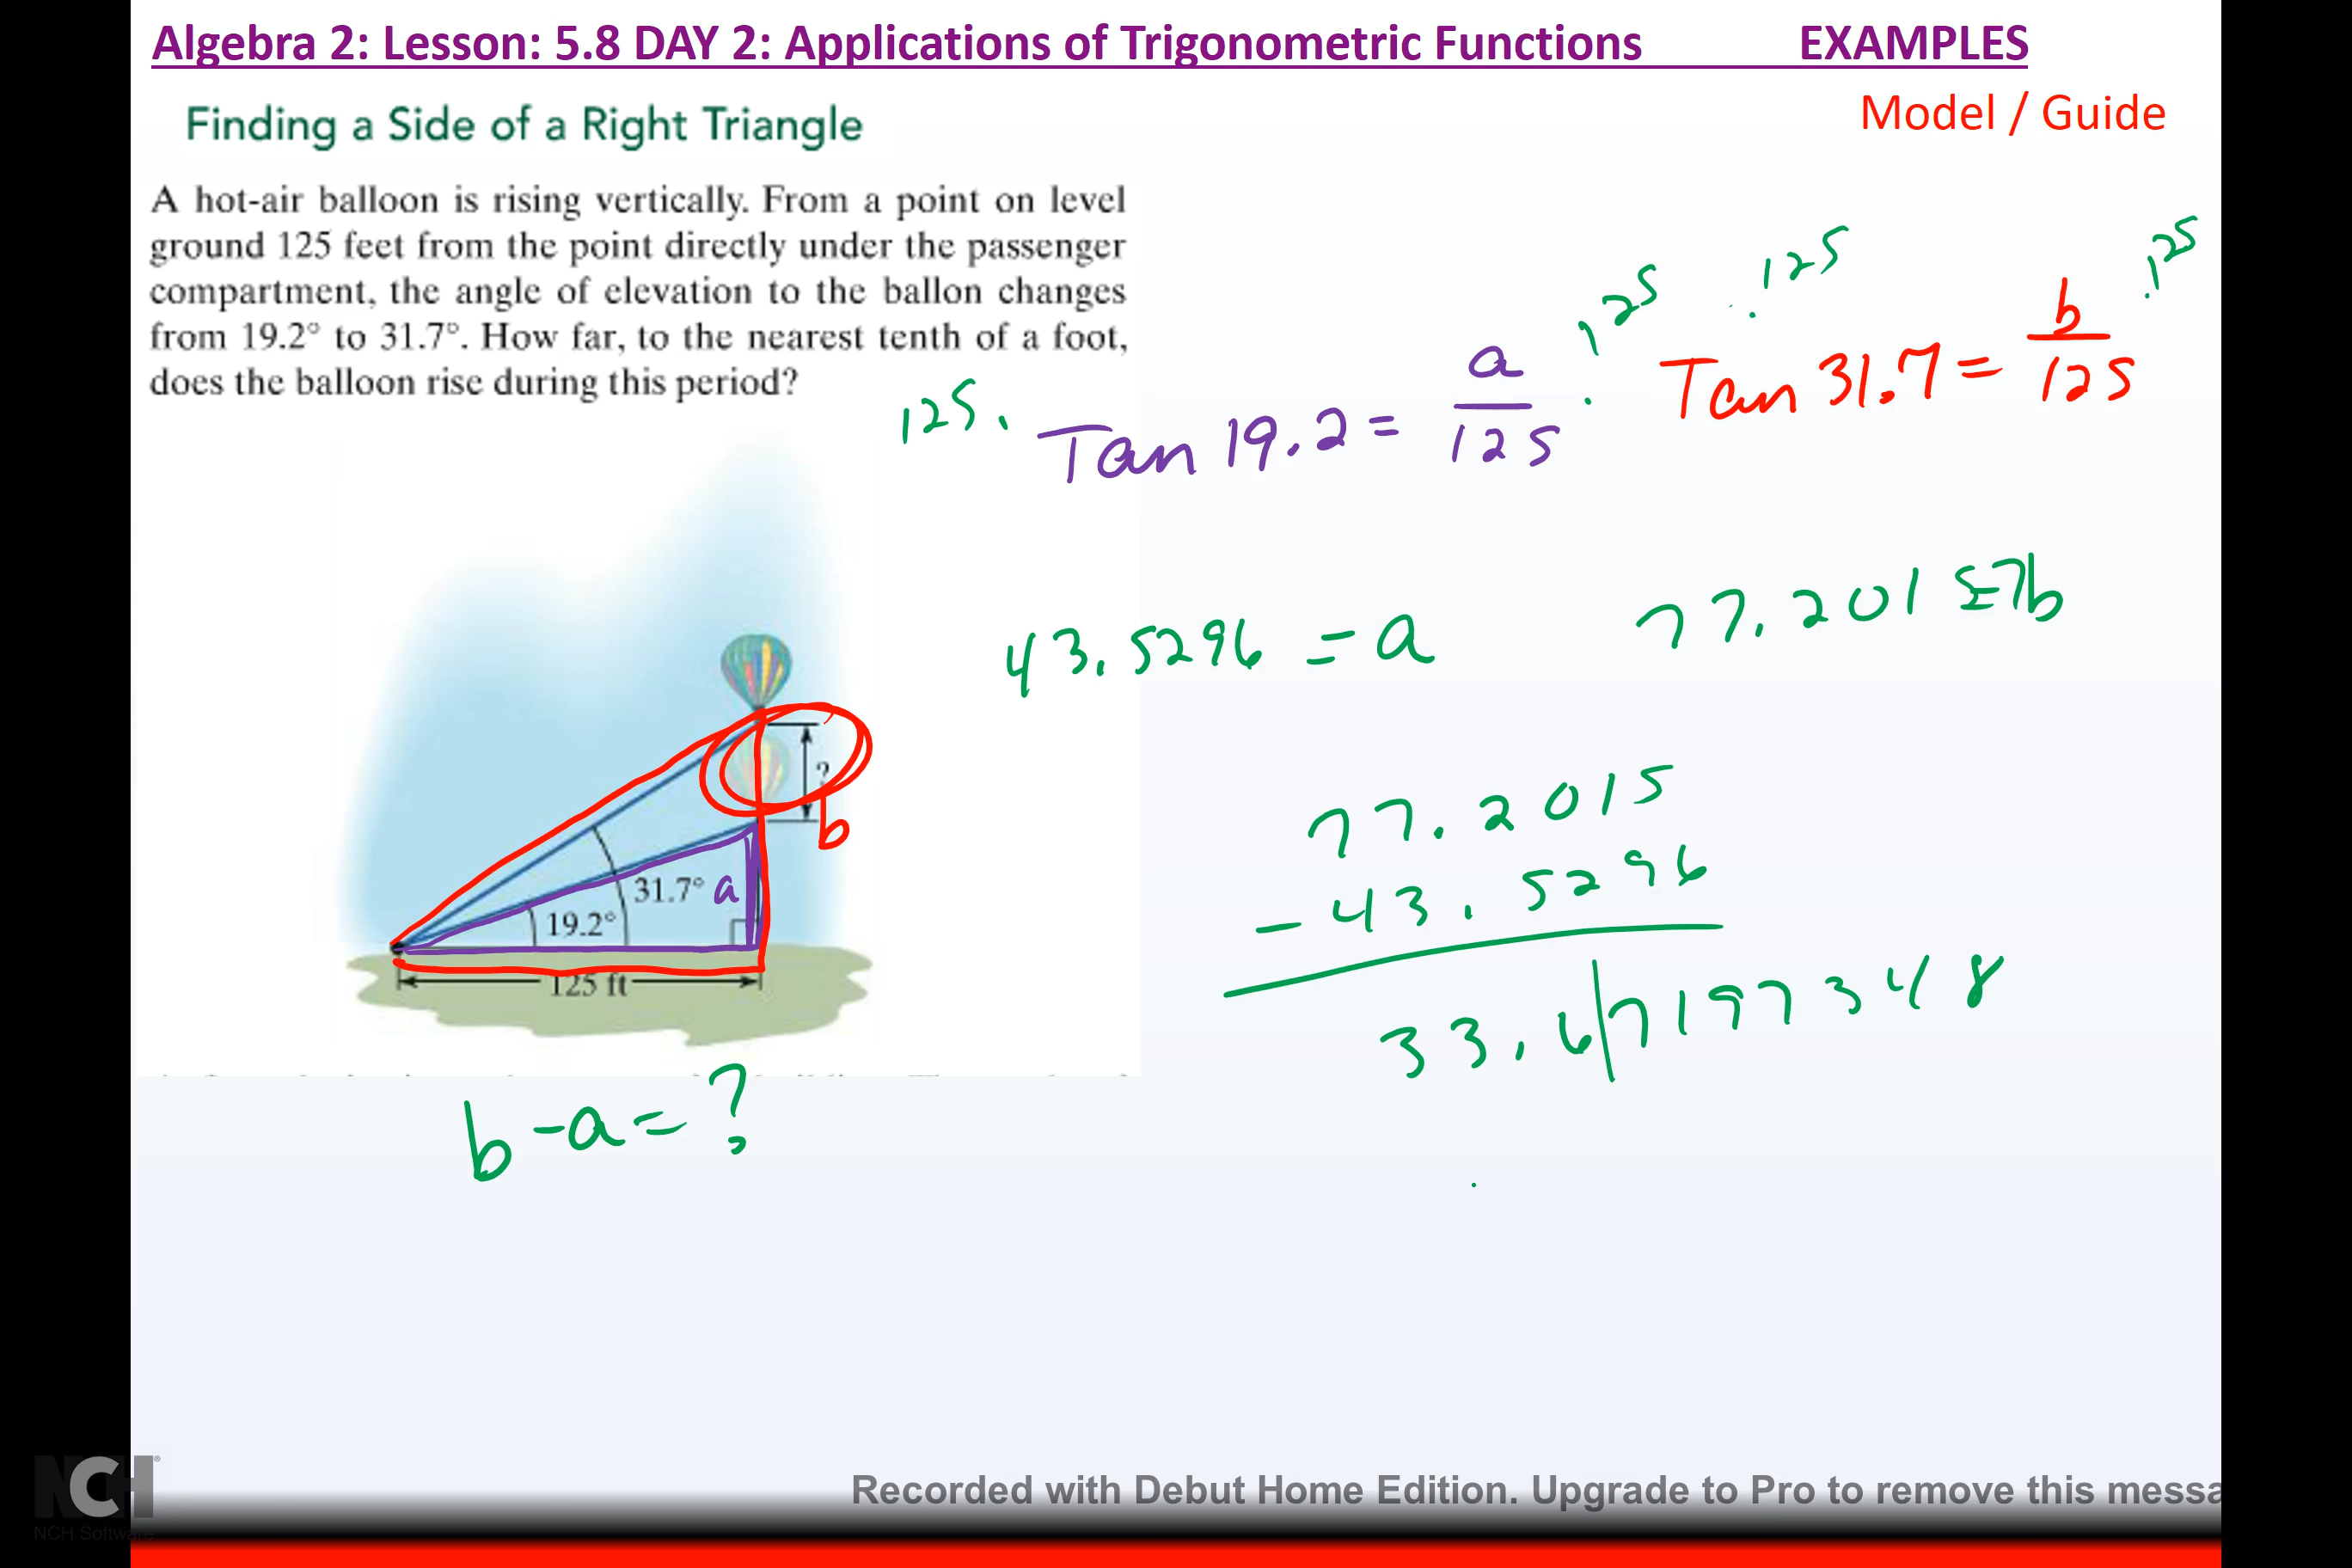 Algebra 2: Lesson: 5.8 DAY 2: Applications of Trigonometric Functions EXAMPLES
Model / Guide
Finding a Side of a Right Triangle
A hot-air balloon is rising vertically. From a point on level
ground 125 feet from the point directly under the passenger
compartment, the angle of elevation to the ballon changes
from 19.2° to 31.7°. How far, to the nearest tenth of a foot,
does the balloon rise during this period?
125 · Tan 19.2 = a/125 · 125
· 125 Tan 31.7 = b/125 · 125
43.5296 = a
77.2015 = b
?
b
31.7° a
19.2°
125 ft
77.2015
- 43.5296
33.67197348
b - a = ?
NCH®
NCH Software
Recorded with Debut Home Edition. Upgrade to Pro to remove this messa